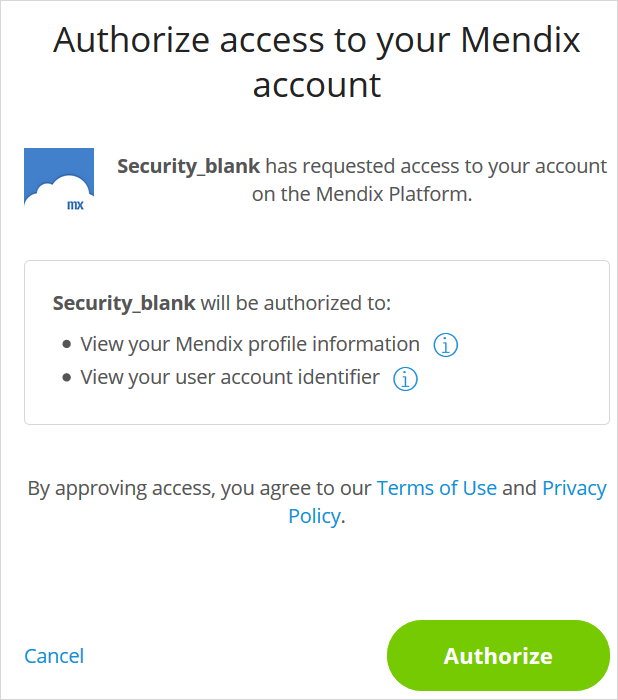 Authorize access to your Mendix
account
mx
Security_blank has requested access to your account
on the Mendix Platform.
Security_blank will be authorized to:
• View your Mendix profile information i
• View your user account identifier i
By approving access, you agree to our Terms of Use and Privacy
Policy.
Cancel
Authorize